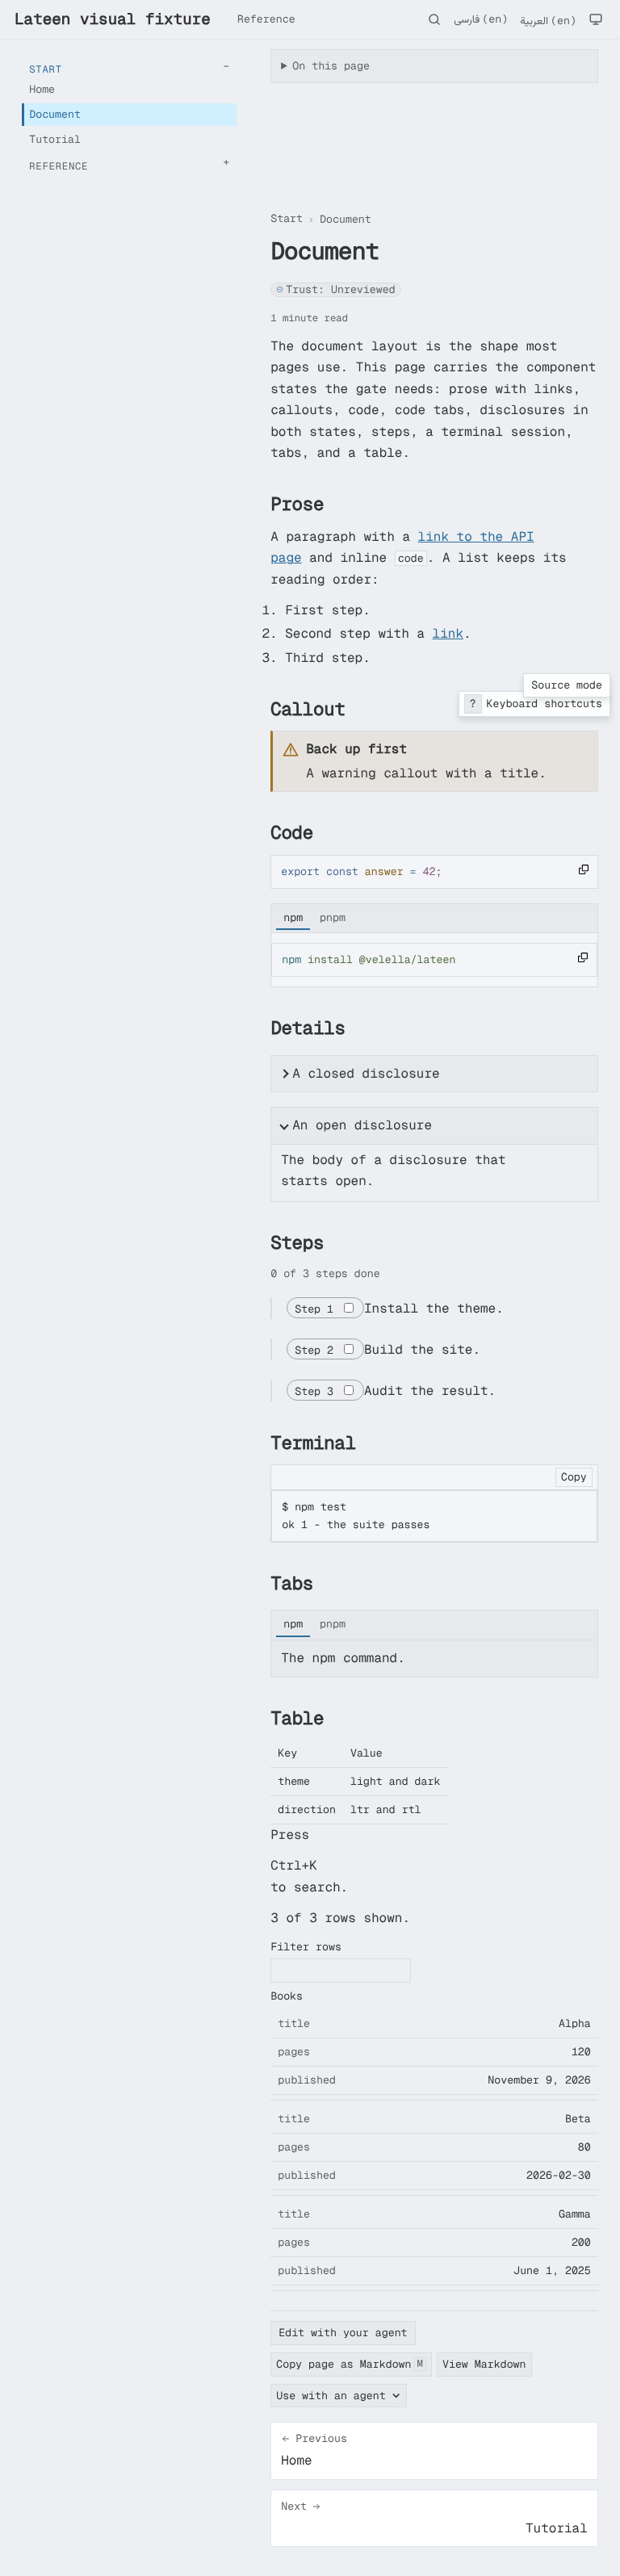 Lateen visual fixture Reference فارسی (en) العربية (en)
START −
Home
Document
Tutorial
REFERENCE +
▶ On this page
Start › Document
Document
⊖ Trust: Unreviewed
1 minute read
The document layout is the shape most
pages use. This page carries the component
states the gate needs: prose with links,
callouts, code, code tabs, disclosures in
both states, steps, a terminal session,
tabs, and a table.
Prose
A paragraph with a link to the API
page and inline code. A list keeps its
reading order:
1. First step.
2. Second step with a link.
3. Third step.
Source mode
? Keyboard shortcuts
Callout
Back up first
A warning callout with a title.
Code
export const answer = 42;
npm pnpm
npm install @velella/lateen
Details
A closed disclosure
An open disclosure
The body of a disclosure that
starts open.
Steps
0 of 3 steps done
Step 1 Install the theme.
Step 2 Build the site.
Step 3 Audit the result.
Terminal
Copy
$ npm test
ok 1 - the suite passes
Tabs
npm pnpm
The npm command.
Table
Key Value
theme light and dark
direction ltr and rtl
Press
Ctrl+K
to search.
3 of 3 rows shown.
Filter rows
Books
title Alpha
pages 120
published November 9, 2026
title Beta
pages 80
published 2026-02-30
title Gamma
pages 200
published June 1, 2025
Edit with your agent
Copy page as Markdown M View Markdown
Use with an agent
← Previous
Home
Next →
Tutorial